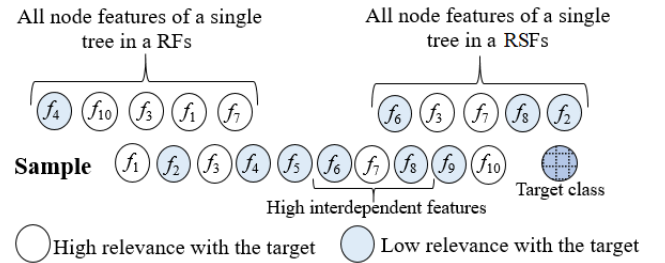 All node features of a single
tree in a RFs
All node features of a single
tree in a RSFs
f4 f10 f3 f1 f7
f6 f3 f7 f8 f2
Sample f1 f2 f3 f4 f5 f6 f7 f8 f9 f10
Target class
High interdependent features
High relevance with the target
Low relevance with the target